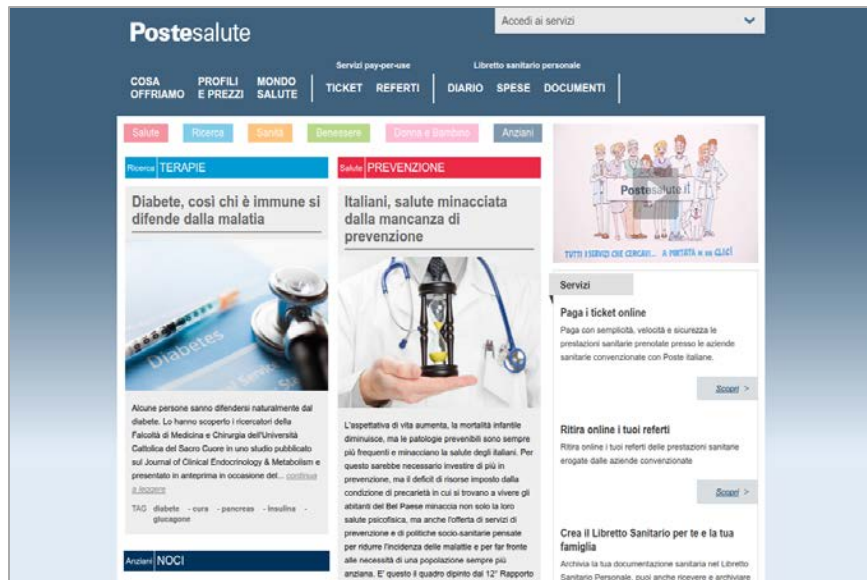 Postesalute
Accedi ai servizi
Servizi pay-per-use
Libretto sanitario personale
COSA
OFFRIAMO
PROFILI
E PREZZI
MONDO
SALUTE
TICKET
REFERTI
DIARIO
SPESE
DOCUMENTI
Salute
Ricerca
Sanità
Benessere
Donna e Bambino
Anziani
Ricerca TERAPIE
Diabete, così chi è immune si
difende dalla malatia
Diabetes
Alcune persone sanno difendersi naturalmente dal
diabete. Lo hanno scoperto i ricercatori della
Falcoltà di Medicina e Chirurgia dell'Università
Cattolica del Sacro Cuore in uno studio pubblicato
sul Journal of Clinical Endocrinology & Metabolism e
presentato in anteprima in occasione del... continua
a leggere
TAG diabete - cura - pancreas - insulina -
glucagone
Anziani NOCI
Salute PREVENZIONE
Italiani, salute minacciata
dalla mancanza di
prevenzione
L'aspettativa di vita aumenta, la mortalità infantile
diminuisce, ma le patologie prevenibili sono sempre
più frequenti e minacciano la salute degli italiani. Per
questo sarebbe necessario investire di più in
prevenzione, ma il deficit di risorse imposto dalla
condizione di precarietà in cui si trovano a vivere gli
abitanti del Bel Paese minaccia non solo la loro
salute psicofisica, ma anche l'offerta di servizi di
prevenzione e di politiche socio-sanitarie pensate
per ridurre l'incidenza delle malattie e per far fronte
alle necessità di una popolazione sempre più
anziana. E' questo il quadro dipinto dal 12° Rapporto
Postesalute.it
TUTTI I SERVIZI CHE CERCAVI... A PORTATA DI UN CLIC!
Servizi
Paga i ticket online
Paga con semplicità, velocità e sicurezza le
prestazioni sanitarie prenotate presso le aziende
sanitarie convenzionate con Poste Italiane.
Scopri >
Ritira online i tuoi referti
Ritira online i tuoi referti delle prestazioni sanitarie
erogate dalle aziende convenzionate
Scopri >
Crea il Libretto Sanitario per te e la tua
famiglia
Archivia la tua documentazione sanitaria nel Libretto
Sanitario Personale, puoi anche ricevere e archiviare